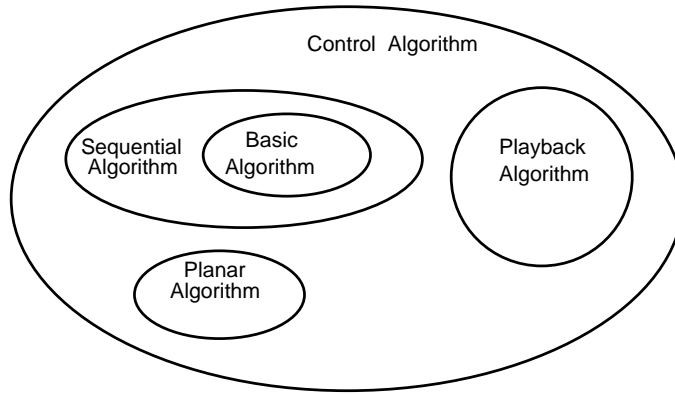 Control Algorithm
Sequential
Algorithm
Basic
Algorithm
Playback
Algorithm
Planar
Algorithm